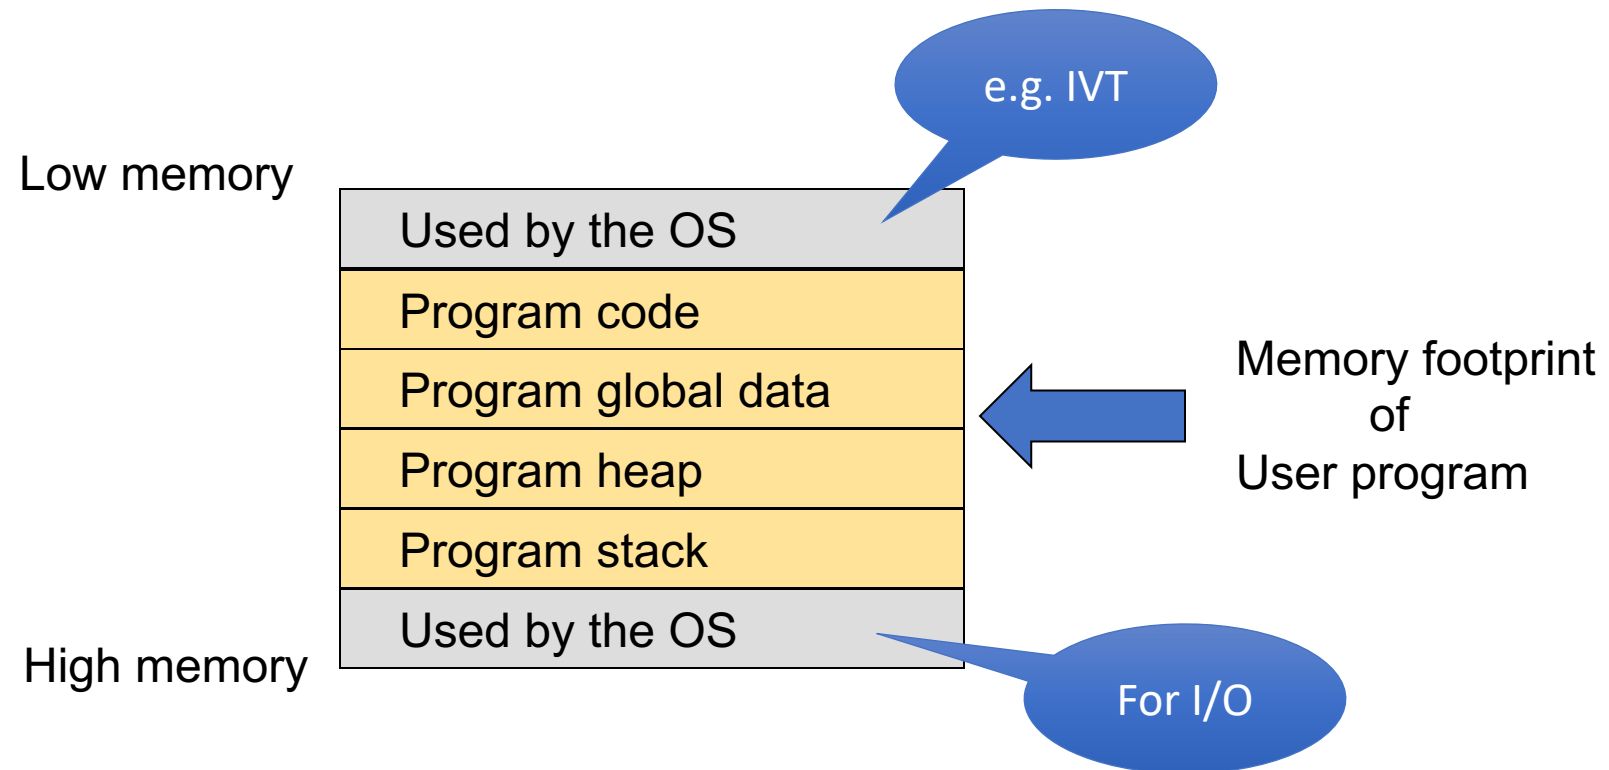 e.g. IVT
Low memory
Used by the OS
Program code
Program global data
Program heap
Program stack
Used by the OS
High memory
Memory footprint
of
User program
For I/O